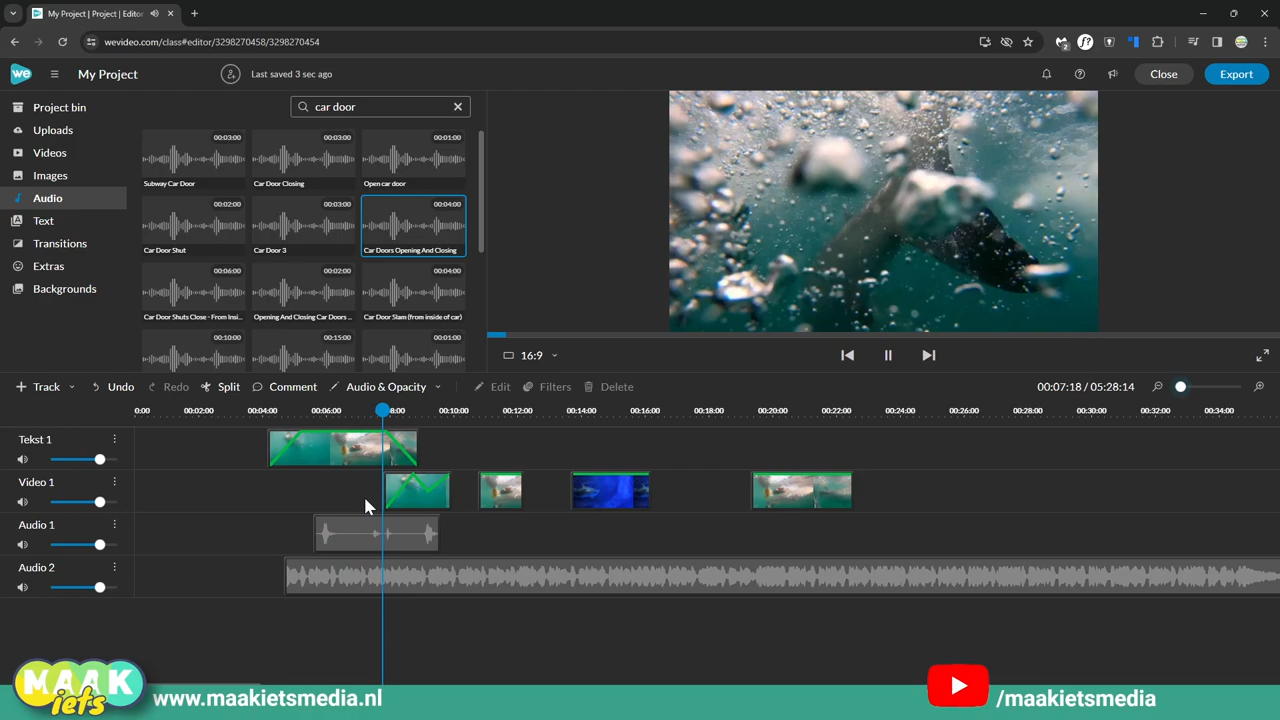 My Project | Project | Editor
wevideo.com/class#editor/3298270458/3298270454
2
we
My Project
Last saved 3 sec ago
Close
Export
Project bin
Uploads
Videos
Images
Audio
Text
Transitions
Extras
Backgrounds
car door
00:03:00
00:03:00
00:01:00
Subway Car Door
Car Door Closing
Open car door
00:02:00
00:03:00
00:04:00
Car Door Shut
Car Door 3
Car Doors Opening And Closing
00:06:00
00:02:00
00:04:00
Car Door Shuts Close - From Insi...
Opening And Closing Car Doors ...
Car Door Slam (from inside of car)
00:10:00
00:15:00
00:01:00
16:9
Track
Undo
Redo
Split
Comment
Audio & Opacity
Edit
Filters
Delete
00:07:18 / 05:28:14
0:00
00:02:00
00:04:00
00:06:00
8:00
00:10:00
00:12:00
00:14:00
00:16:00
00:18:00
00:20:00
00:22:00
00:24:00
00:26:00
00:28:00
00:30:00
00:32:00
00:34:00
Tekst 1
Video 1
Audio 1
Audio 2
MAAK
iets
www.maakietsmedia.nl
/maakietsmedia